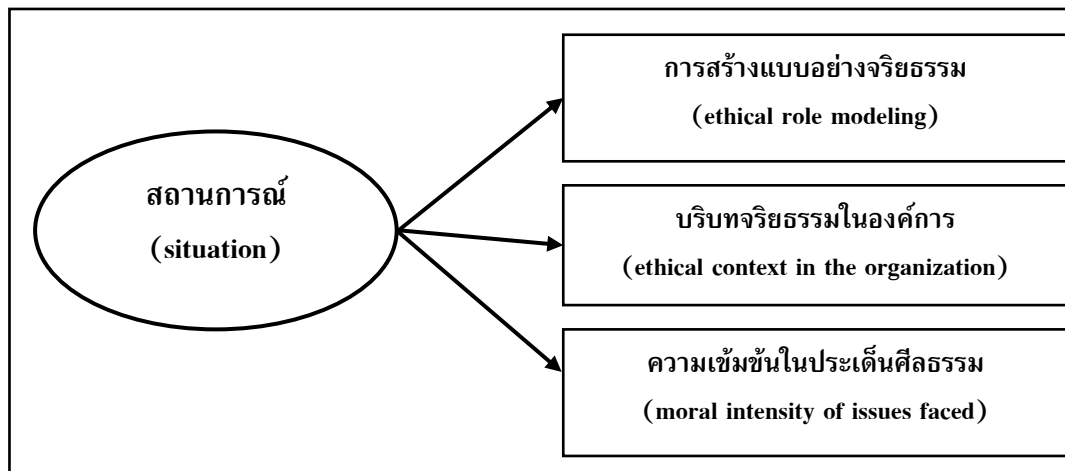 การสร้างแบบอย่างจริยธรรม
(ethical role modeling)
สถานการณ์
(situation)
บริบทจริยธรรมในองค์การ
(ethical context in the organization)
ความเข้มข้นในประเด็นศีลธรรม
(moral intensity of issues faced)